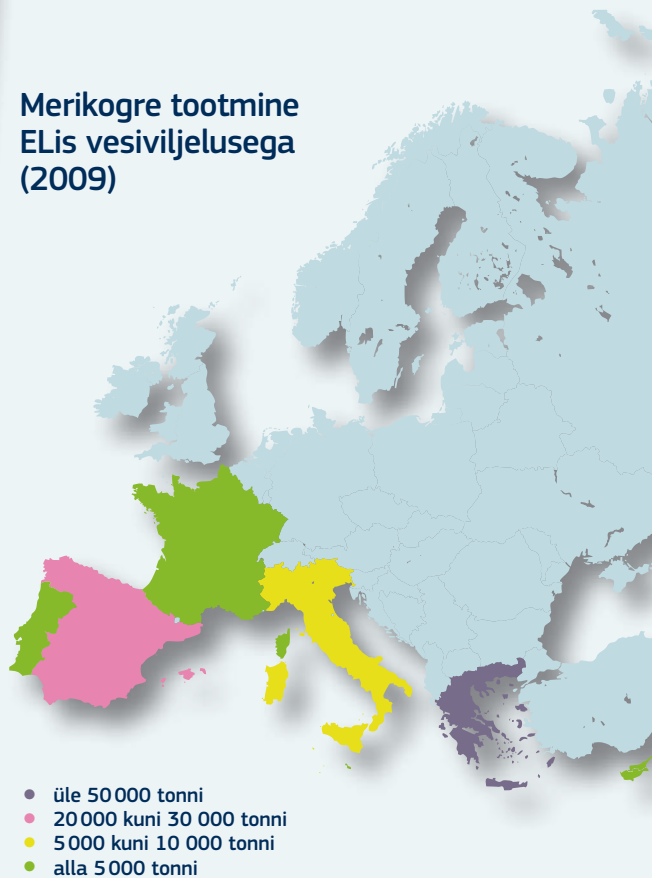 Merikogre tootmine
ELis vesiviljelusega
(2009)
üle 50 000 tonni
20 000 kuni 30 000 tonni
5 000 kuni 10 000 tonni
alla 5 000 tonni